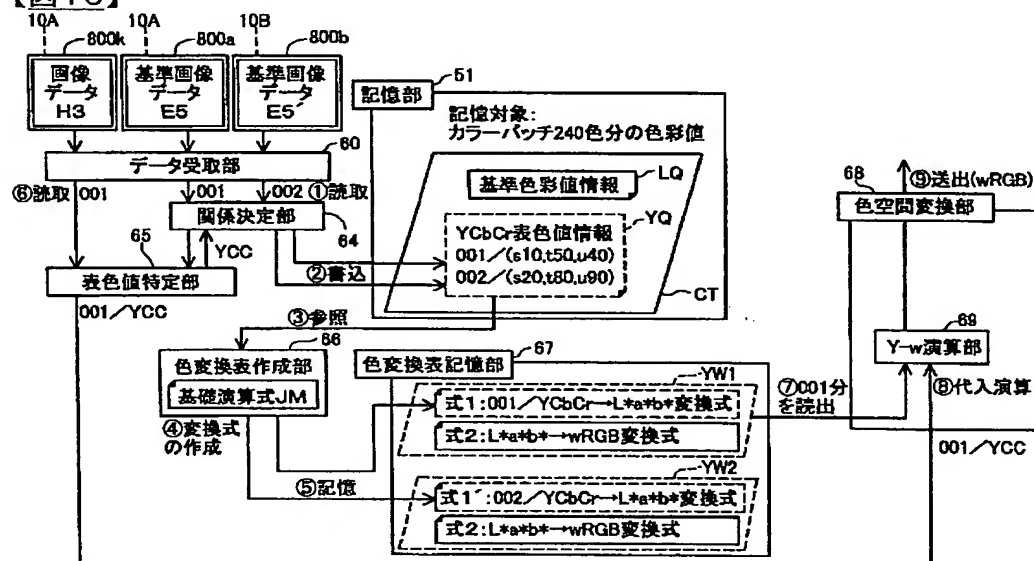 10A
800k
10A
800a
10B
800b
画像
データ
H3
基準画像
データ
E5
基準画像
データ
E5´
60
データ受取部
⑥読取
001
001
002
①読取
関係決定部
64
65
YCC
表色値特定部
001/YCC
②書込
51
記憶部
記憶対象:
カラーパッチ240色分の色彩値
LQ
基準色彩値情報
YQ
YCbCr表色値情報
001/(s10,t50,u40)
002/(s20,t80,u90)
CT
③参照
66
色変換表作成部
基礎演算式JM
④変換式
の作成
⑤記憶
67
色変換表記憶部
YW1
式1:001/YCbCr→L*a*b*変換式
式2:L*a*b*→wRGB変換式
YW2
式1´:002/YCbCr→L*a*b*変換式
式2:L*a*b*→wRGB変換式
⑨送出(wRGB)
68
色空間変換部
69
Y-w演算部
⑦001分
を読出
⑧代入演算
001/YCC